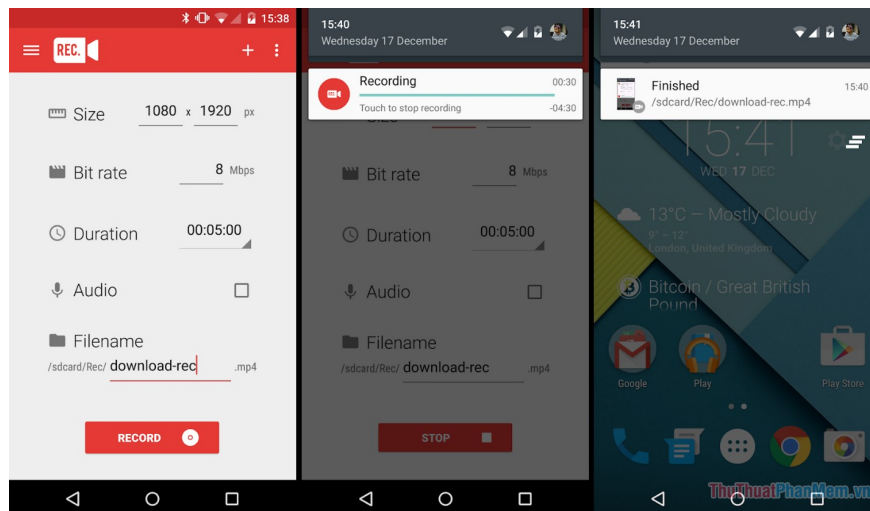 15:38
REC.
Size 1080 x 1920 px
Bit rate 8 Mbps
Duration 00:05:00
Audio
Filename
/sdcard/Rec/ download-rec .mp4
RECORD
15:40
Wednesday 17 December
Recording 00:30
Touch to stop recording -04:30
Bit rate 8 Mbps
Duration 00:05:00
Audio
Filename
/sdcard/Rec/ download-rec .mp4
STOP
15:41
Wednesday 17 December
Finished 15:40
/sdcard/Rec/download-rec.mp4
15:41
WED 17 DEC
13°C — Mostly Cloudy
9° – 12°
London, United Kingdom
Bitcoin / Great British
Pound
Google Play Play Store
ThuThuatPhanMem.vn